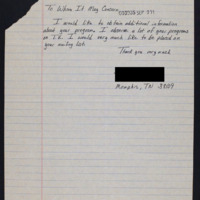 To Whom It May Concern
I would like to obtain additional information
about your program. I observe a lot of your programs
on T.V. I would very much like to be placed on
your mailing list.
Thank you very much
Memphis, TN 38109